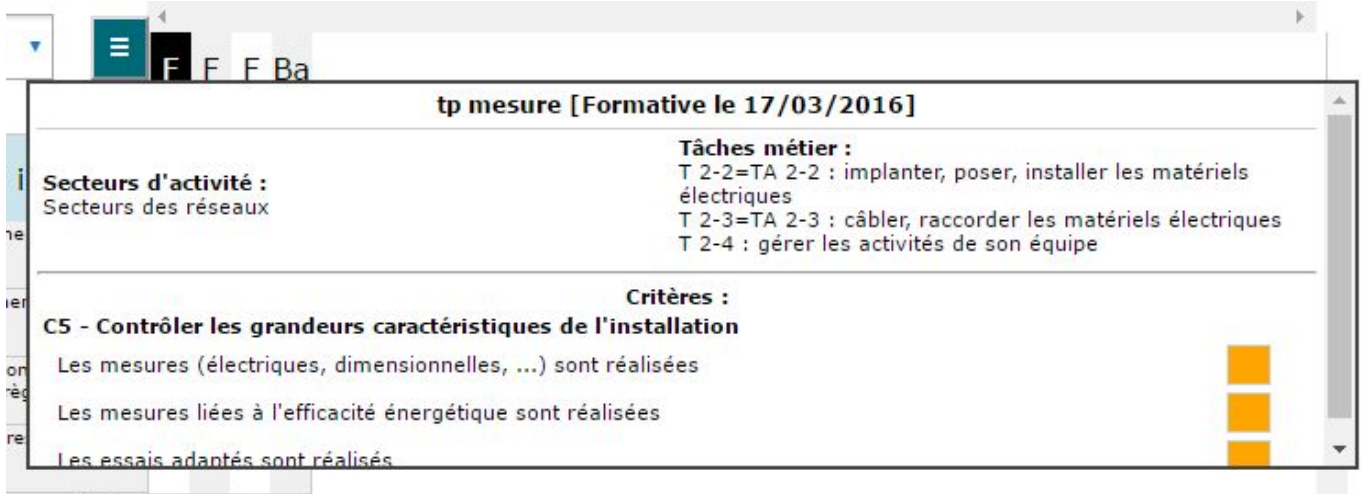 F F F Ba
tp mesure [Formative le 17/03/2016]
Secteurs d'activité :
Secteurs des réseaux
Tâches métier :
T 2-2=TA 2-2 : implanter, poser, installer les matériels
électriques
T 2-3=TA 2-3 : câbler, raccorder les matériels électriques
T 2-4 : gérer les activités de son équipe
Critères :
C5 - Contrôler les grandeurs caractéristiques de l'installation
Les mesures (électriques, dimensionnelles, ...) sont réalisées
Les mesures liées à l'efficacité énergétique sont réalisées
Les essais adaptés sont réalisés